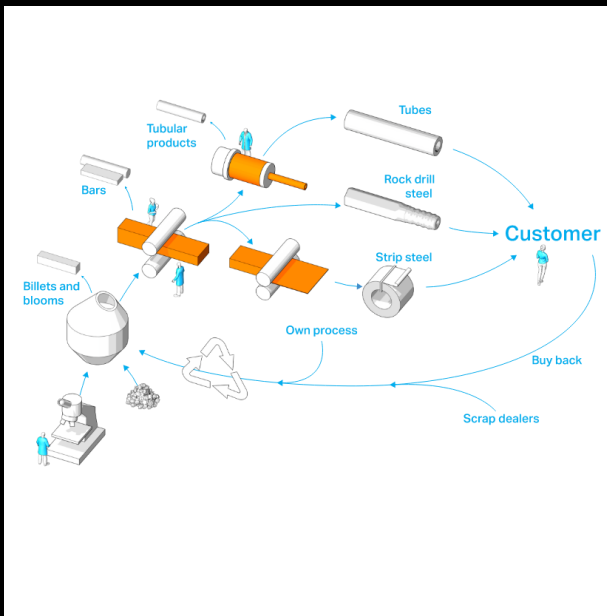 Tubes
Tubular
products
Rock drill
steel
Bars
Customer
Strip steel
Billets and
blooms
Own process
Buy back
Scrap dealers